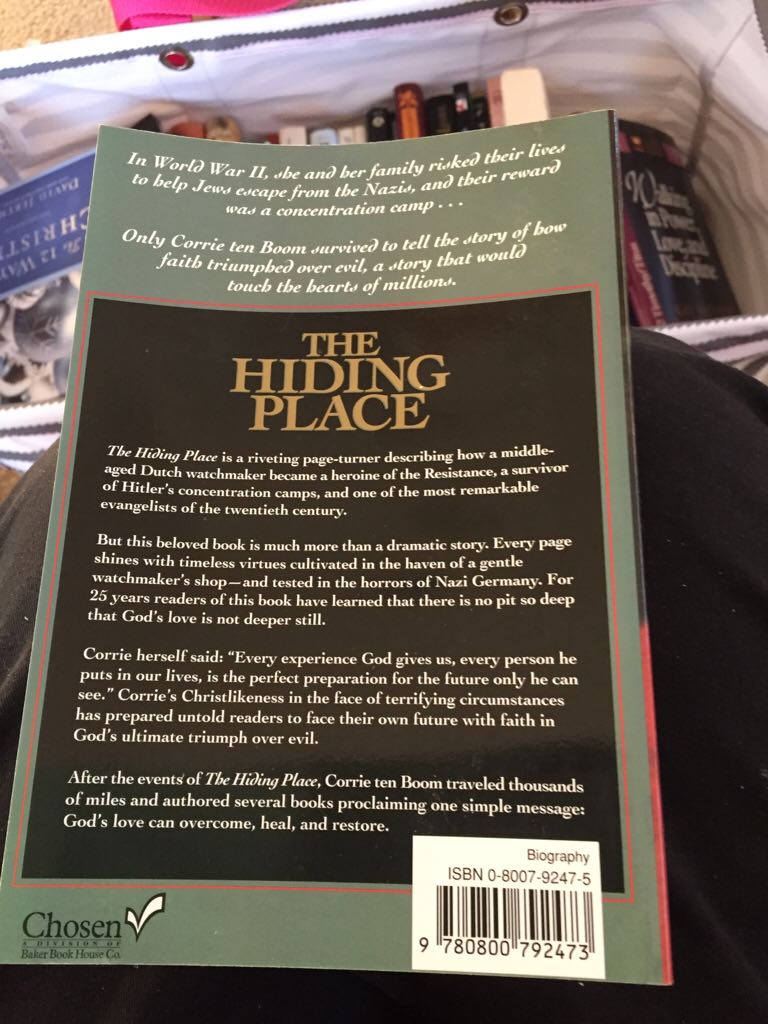 In World War II, she and her family risked their lives
to help Jews escape from the Nazis, and their reward
was a concentration camp . . .
Only Corrie ten Boom survived to tell the story of how
faith triumphed over evil, a story that would
touch the hearts of millions.
THE
HIDING
PLACE
The Hiding Place is a riveting page-turner describing how a middle-
aged Dutch watchmaker became a heroine of the Resistance, a survivor
of Hitler's concentration camps, and one of the most remarkable
evangelists of the twentieth century.
But this beloved book is much more than a dramatic story. Every page
shines with timeless virtues cultivated in the haven of a gentle
watchmaker's shop—and tested in the horrors of Nazi Germany. For
25 years readers of this book have learned that there is no pit so deep
that God's love is not deeper still.
Corrie herself said: “Every experience God gives us, every person he
puts in our lives, is the perfect preparation for the future only he can
see.” Corrie's Christlikeness in the face of terrifying circumstances
has prepared untold readers to face their own future with faith in
God's ultimate triumph over evil.
After the events of The Hiding Place, Corrie ten Boom traveled thousands
of miles and authored several books proclaiming one simple message:
God's love can overcome, heal, and restore.
Biography
ISBN 0-8007-9247-5
9 780800 792473
Chosen
A DIVISION OF
Baker Book House Co.
Walking
in Power,
Love, and
Discipline
DAVID
CHRIST